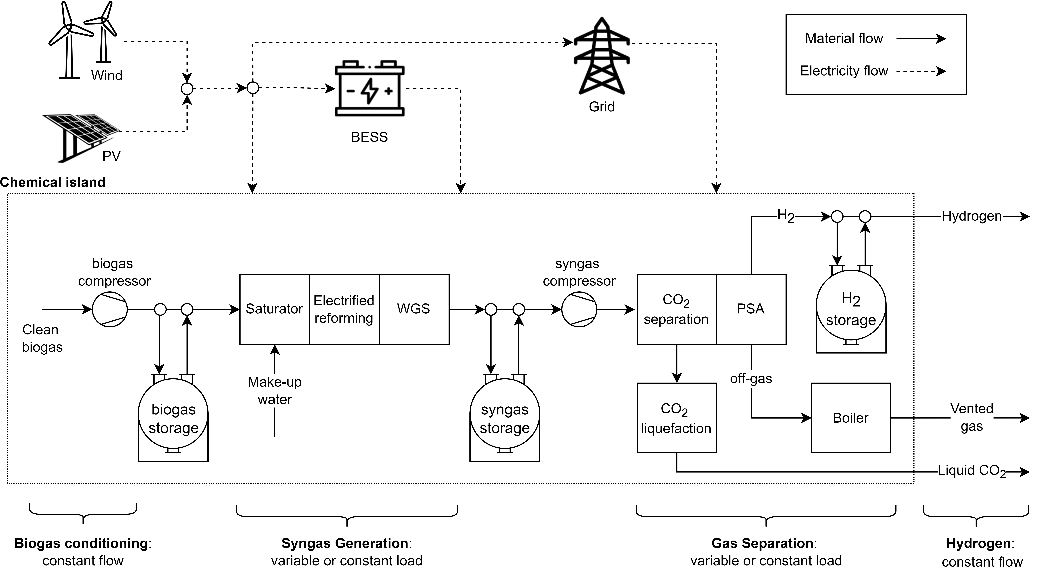 Wind
PV
BESS
Grid
Material flow
Electricity flow
Chemical island
Clean
biogas
biogas
compressor
biogas
storage
Saturator
Electrified
reforming
WGS
Make-up
water
syngas
storage
syngas
compressor
CO2
separation
PSA
H2
H2
storage
Hydrogen
off-gas
CO2
liquefaction
Boiler
Vented
gas
Liquid CO2
Biogas conditioning:
constant flow
Syngas Generation:
variable or constant load
Gas Separation:
variable or constant load
Hydrogen:
constant flow